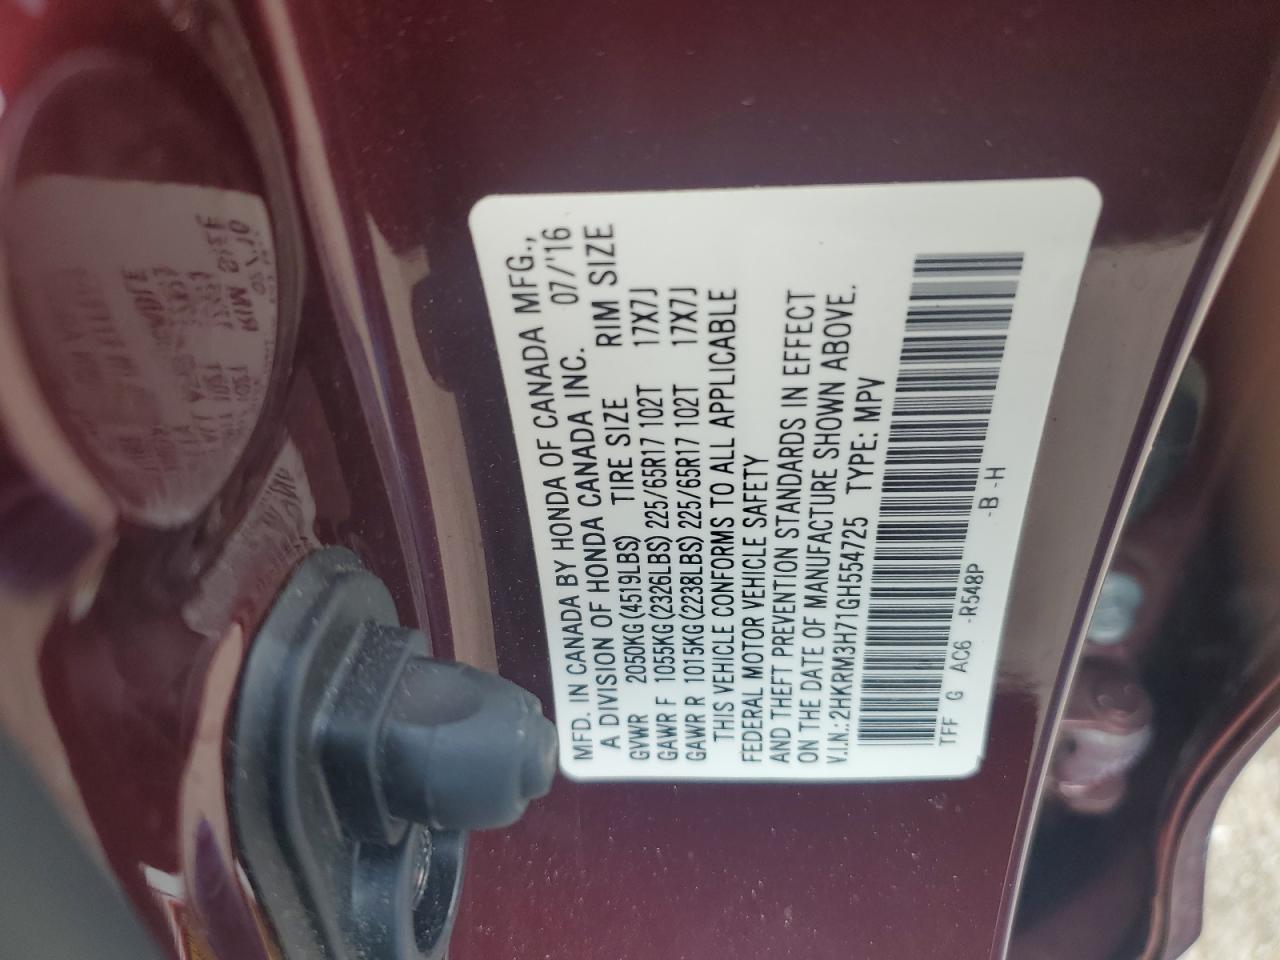 MFD. IN CANADA BY HONDA OF CANADA MFG.,
A DIVISION OF HONDA CANADA INC. 07/'16
GVWR 2050KG(4519LBS) TIRE SIZE RIM SIZE
GAWR F 1055KG(2326LBS) 225/65R17 102T 17X7J
GAWR R 1015KG(2238LBS) 225/65R17 102T 17X7J
THIS VEHICLE CONFORMS TO ALL APPLICABLE
FEDERAL MOTOR VEHICLE SAFETY
AND THEFT PREVENTION STANDARDS IN EFFECT
ON THE DATE OF MANUFACTURE SHOWN ABOVE.
V.I.N.:2HKRM3H71GH554725 TYPE: MPV
TFF G AC6 -R548P -B -H